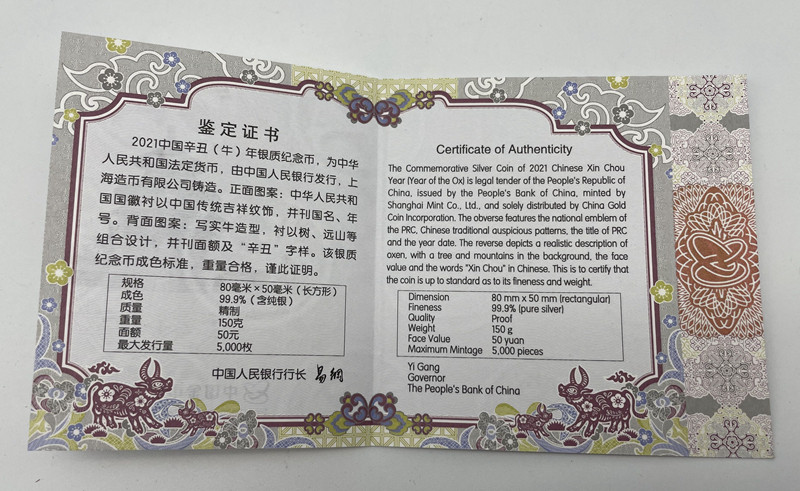 鉴定证书
2021中国辛丑（牛）年银质纪念币，为中华
人民共和国法定货币，由中国人民银行发行，上
海造币有限公司铸造。正面图案：中华人民共和
国国徽衬以中国传统吉祥纹饰，并刊国名、年
号。背面图案：写实牛造型，衬以树、远山等
组合设计，并刊面额及“辛丑”字样。该银质
纪念币成色标准，重量合格，谨此证明。
规格 80毫米×50毫米（长方形）
成色 99.9%（含纯银）
质量 精制
重量 150克
面额 50元
最大发行量 5,000枚
中国人民银行行长 易纲
Certificate of Authenticity
The Commemorative Silver Coin of 2021 Chinese Xin Chou
Year (Year of the Ox) is legal tender of the People's Republic of
China, issued by the People's Bank of China, minted by
Shanghai Mint Co., Ltd., and solely distributed by China Gold
Coin Incorporation. The obverse features the national emblem of
the PRC, Chinese traditional auspicious patterns, the title of PRC
and the year date. The reverse depicts a realistic description of
oxen, with a tree and mountains in the background, the face
value and the words "Xin Chou" in Chinese. This is to certify that
the coin is up to standard as to its fineness and weight.
Dimension 80 mm x 50 mm (rectangular)
Fineness 99.9% (pure silver)
Quality Proof
Weight 150 g
Face Value 50 yuan
Maximum Mintage 5,000 pieces
Yi Gang
Governor
The People's Bank of China